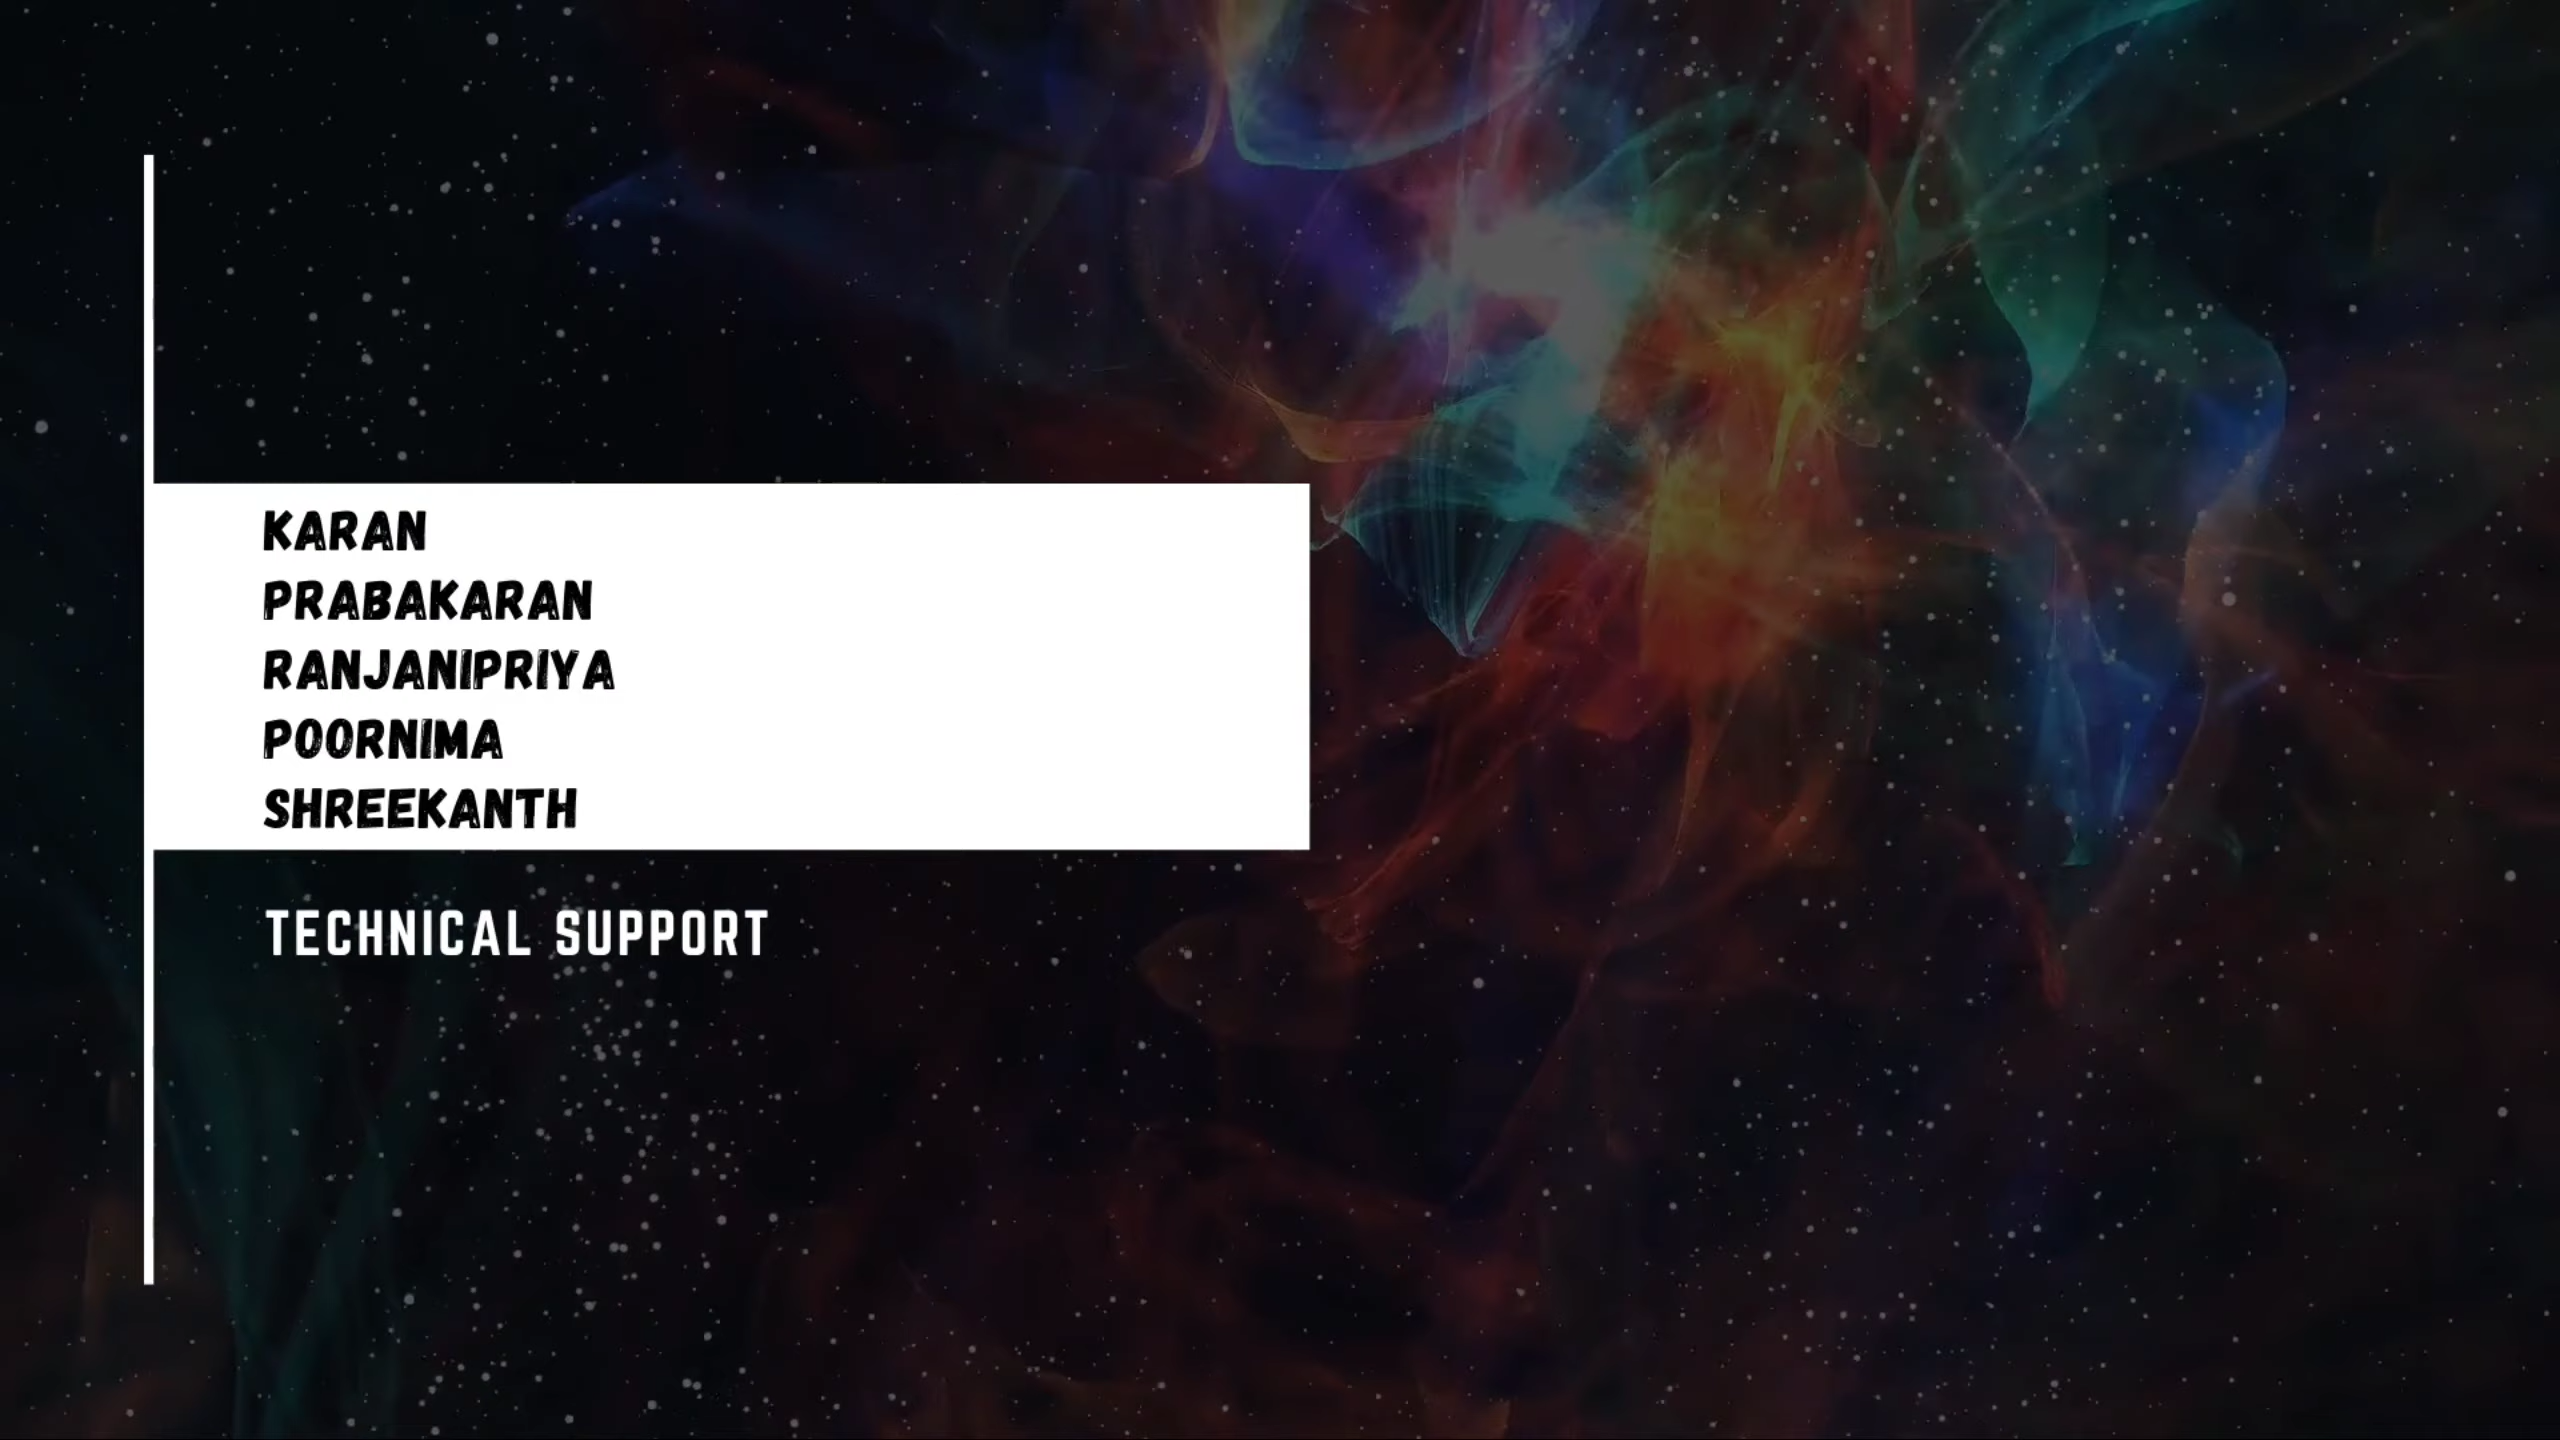 KARAN
PRABAKARAN
RANJANIPRIYA
POORNIMA
SHREEKANTH
TECHNICAL SUPPORT